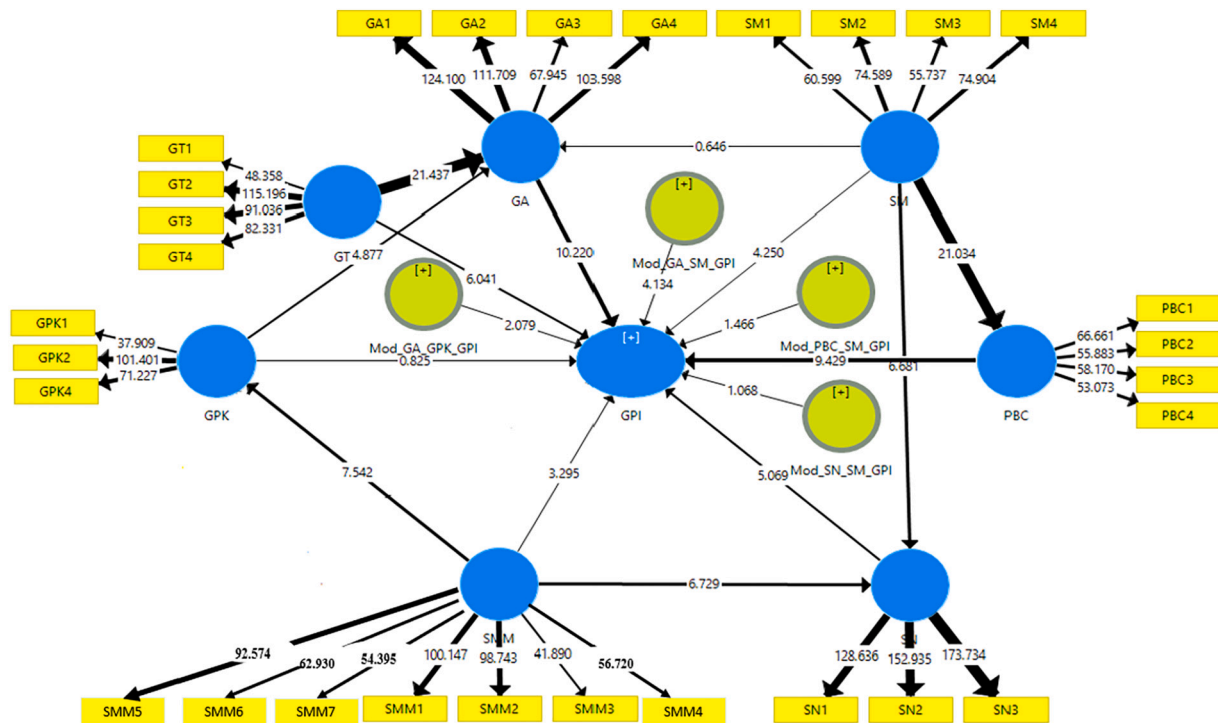 GA1
GA2
GA3
GA4
SM1
SM2
SM3
SM4
124.100
111.709
67.945
103.598
60.599
74.589
55.737
74.904
GT1
GT2
GT3
GT4
48.358
115.196
91.036
82.331
21.437
0.646
GA
SM
GT
4.877
[+]
Mod_GA_SM_GPI
10.220
4.250
21.034
6.041
4.134
[+]
Mod_GA_GPK_GPI
2.079
[+]
Mod_PBC_SM_GPI
1.466
GPK1
GPK2
GPK4
37.909
101.401
71.227
GPK
0.825
[+]
GPI
9.429
6.681
PBC
66.661
55.883
58.170
53.073
PBC1
PBC2
PBC3
PBC4
1.068
[+]
Mod_SN_SM_GPI
7.542
3.295
5.069
6.729
SMM
SN
92.574
62.930
54.395
100.147
98.743
41.890
56.720
128.636
152.935
173.734
SMM5
SMM6
SMM7
SMM1
SMM2
SMM3
SMM4
SN1
SN2
SN3